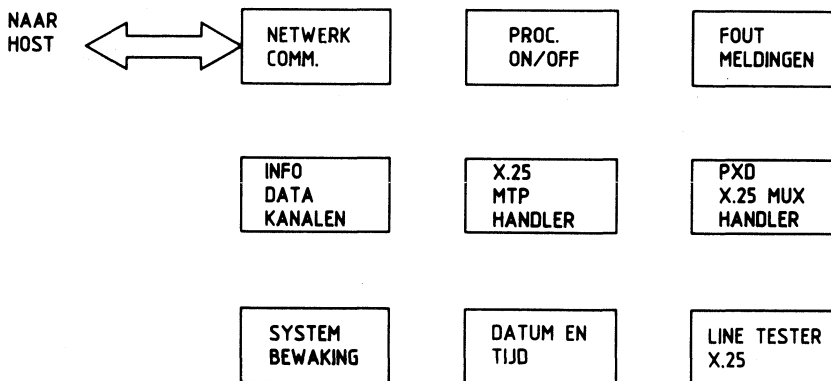 NAAR
HOST
NETWERK
COMM.
PROC.
ON/OFF
FOUT
MELDINGEN
INFO
DATA
KANALEN
X.25
MTP
HANDLER
PXD
X.25 MUX
HANDLER
SYSTEM
BEWAKING
DATUM EN
TIJD
LINE TESTER
X.25